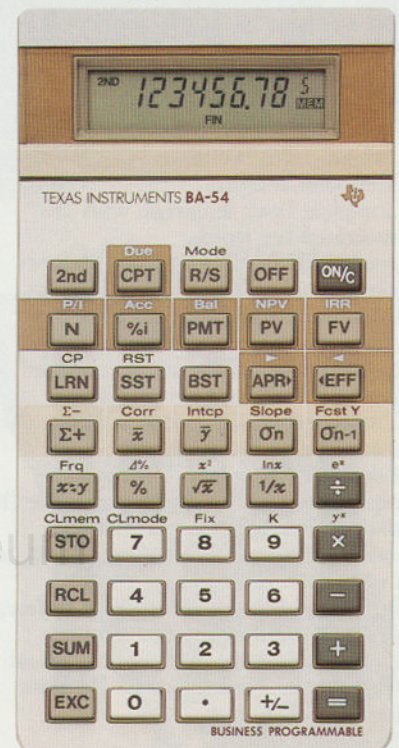 2ND 123456.78 5 MEM
FIN
TEXAS INSTRUMENTS BA-54
Due Mode
2nd CPT R/S OFF ON/C
P/I Acc Bal NPV IRR
N %i PMT PV FV
CP RST ► ◄
LRN SST BST APR► ◄EFF
Σ− Corr Intcp Slope Fcst Y
Σ+ x̄ ȳ σn σn-1
Frq Δ% x² lnx eˣ
x:y % √x 1/x ÷
CLmem CLmode Fix K yˣ
STO 7 8 9 ×
RCL 4 5 6 −
SUM 1 2 3 +
EXC 0 . +/− =
BUSINESS PROGRAMMABLE